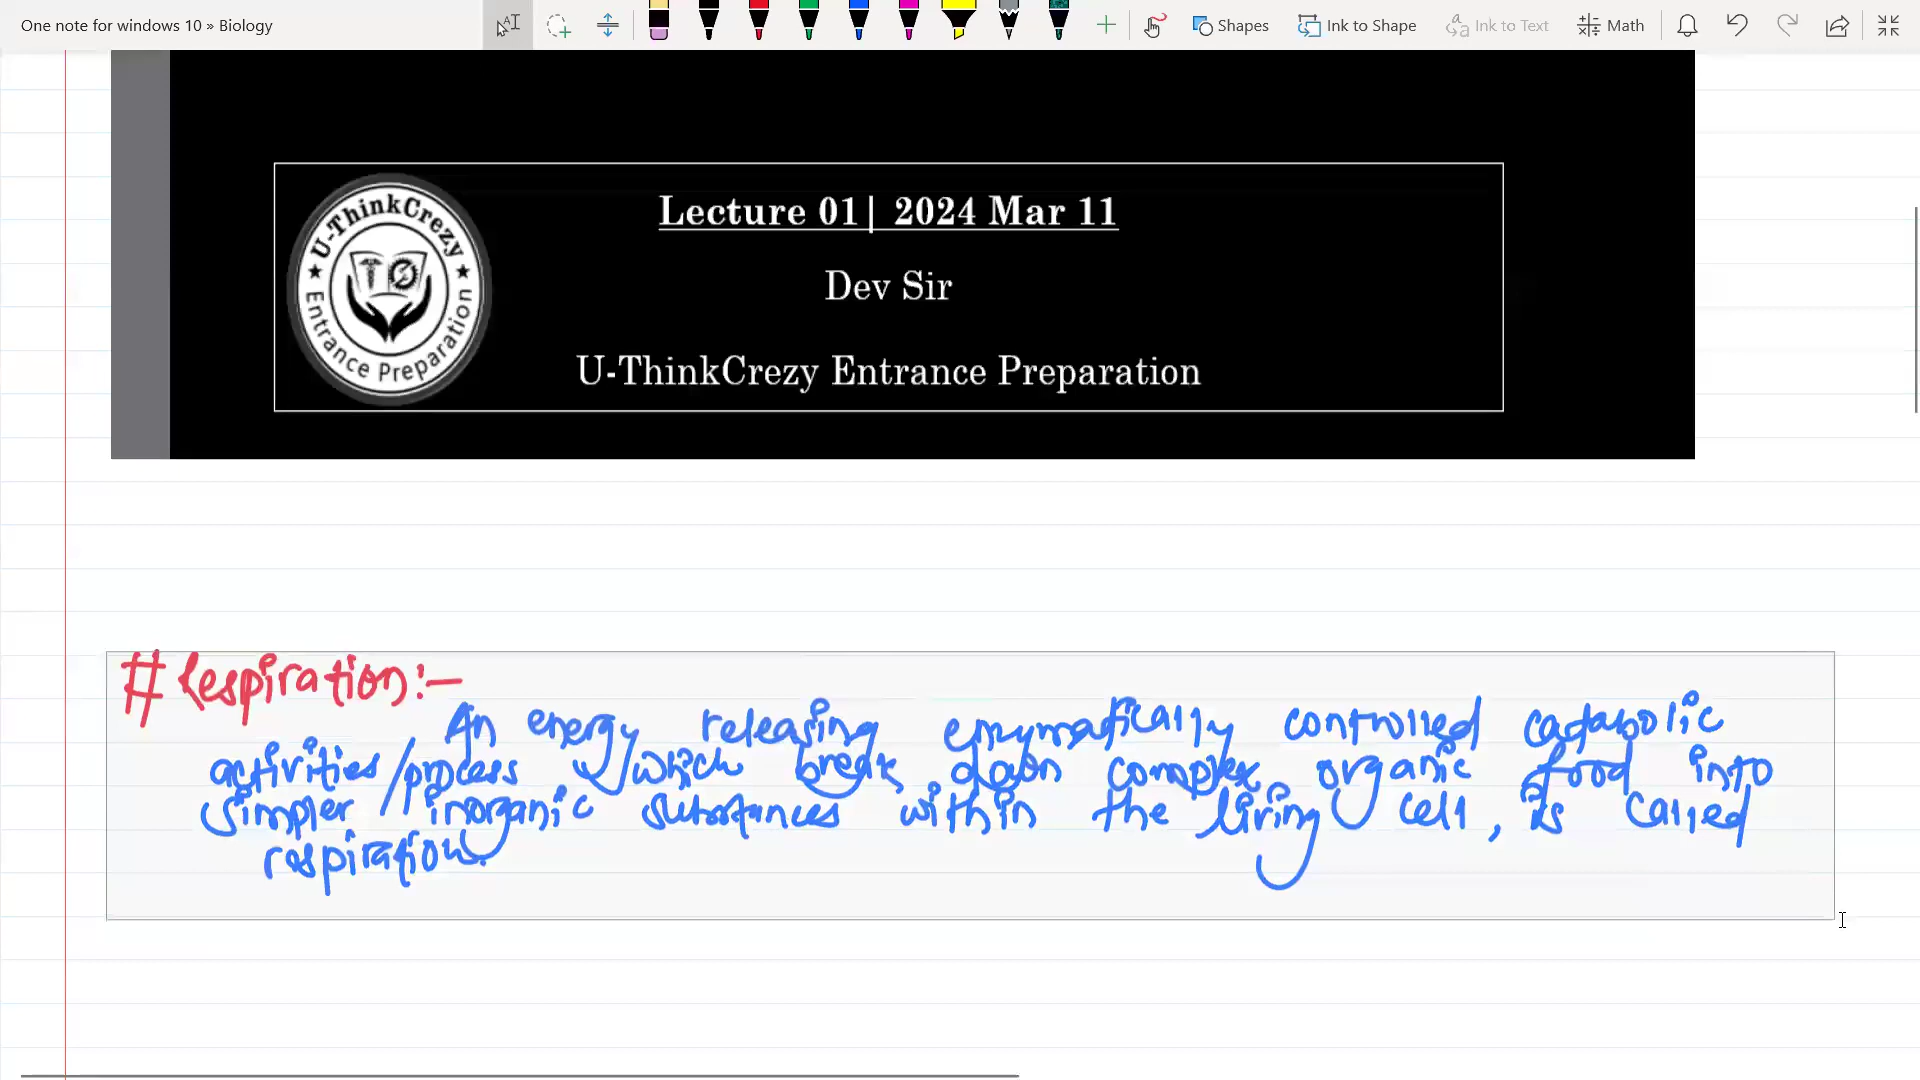 One note for windows 10 » Biology
Shapes
Ink to Shape
Ink to Text
Math
U-ThinkCrezy
Entrance Preparation
Lecture 01| 2024 Mar 11
Dev Sir
U-ThinkCrezy Entrance Preparation
# Respiration:-
An energy releasing enzymatically controlled catabolic
activities/process which break down complex organic food into
simpler inorganic substances within the living cell, is called
respiration.